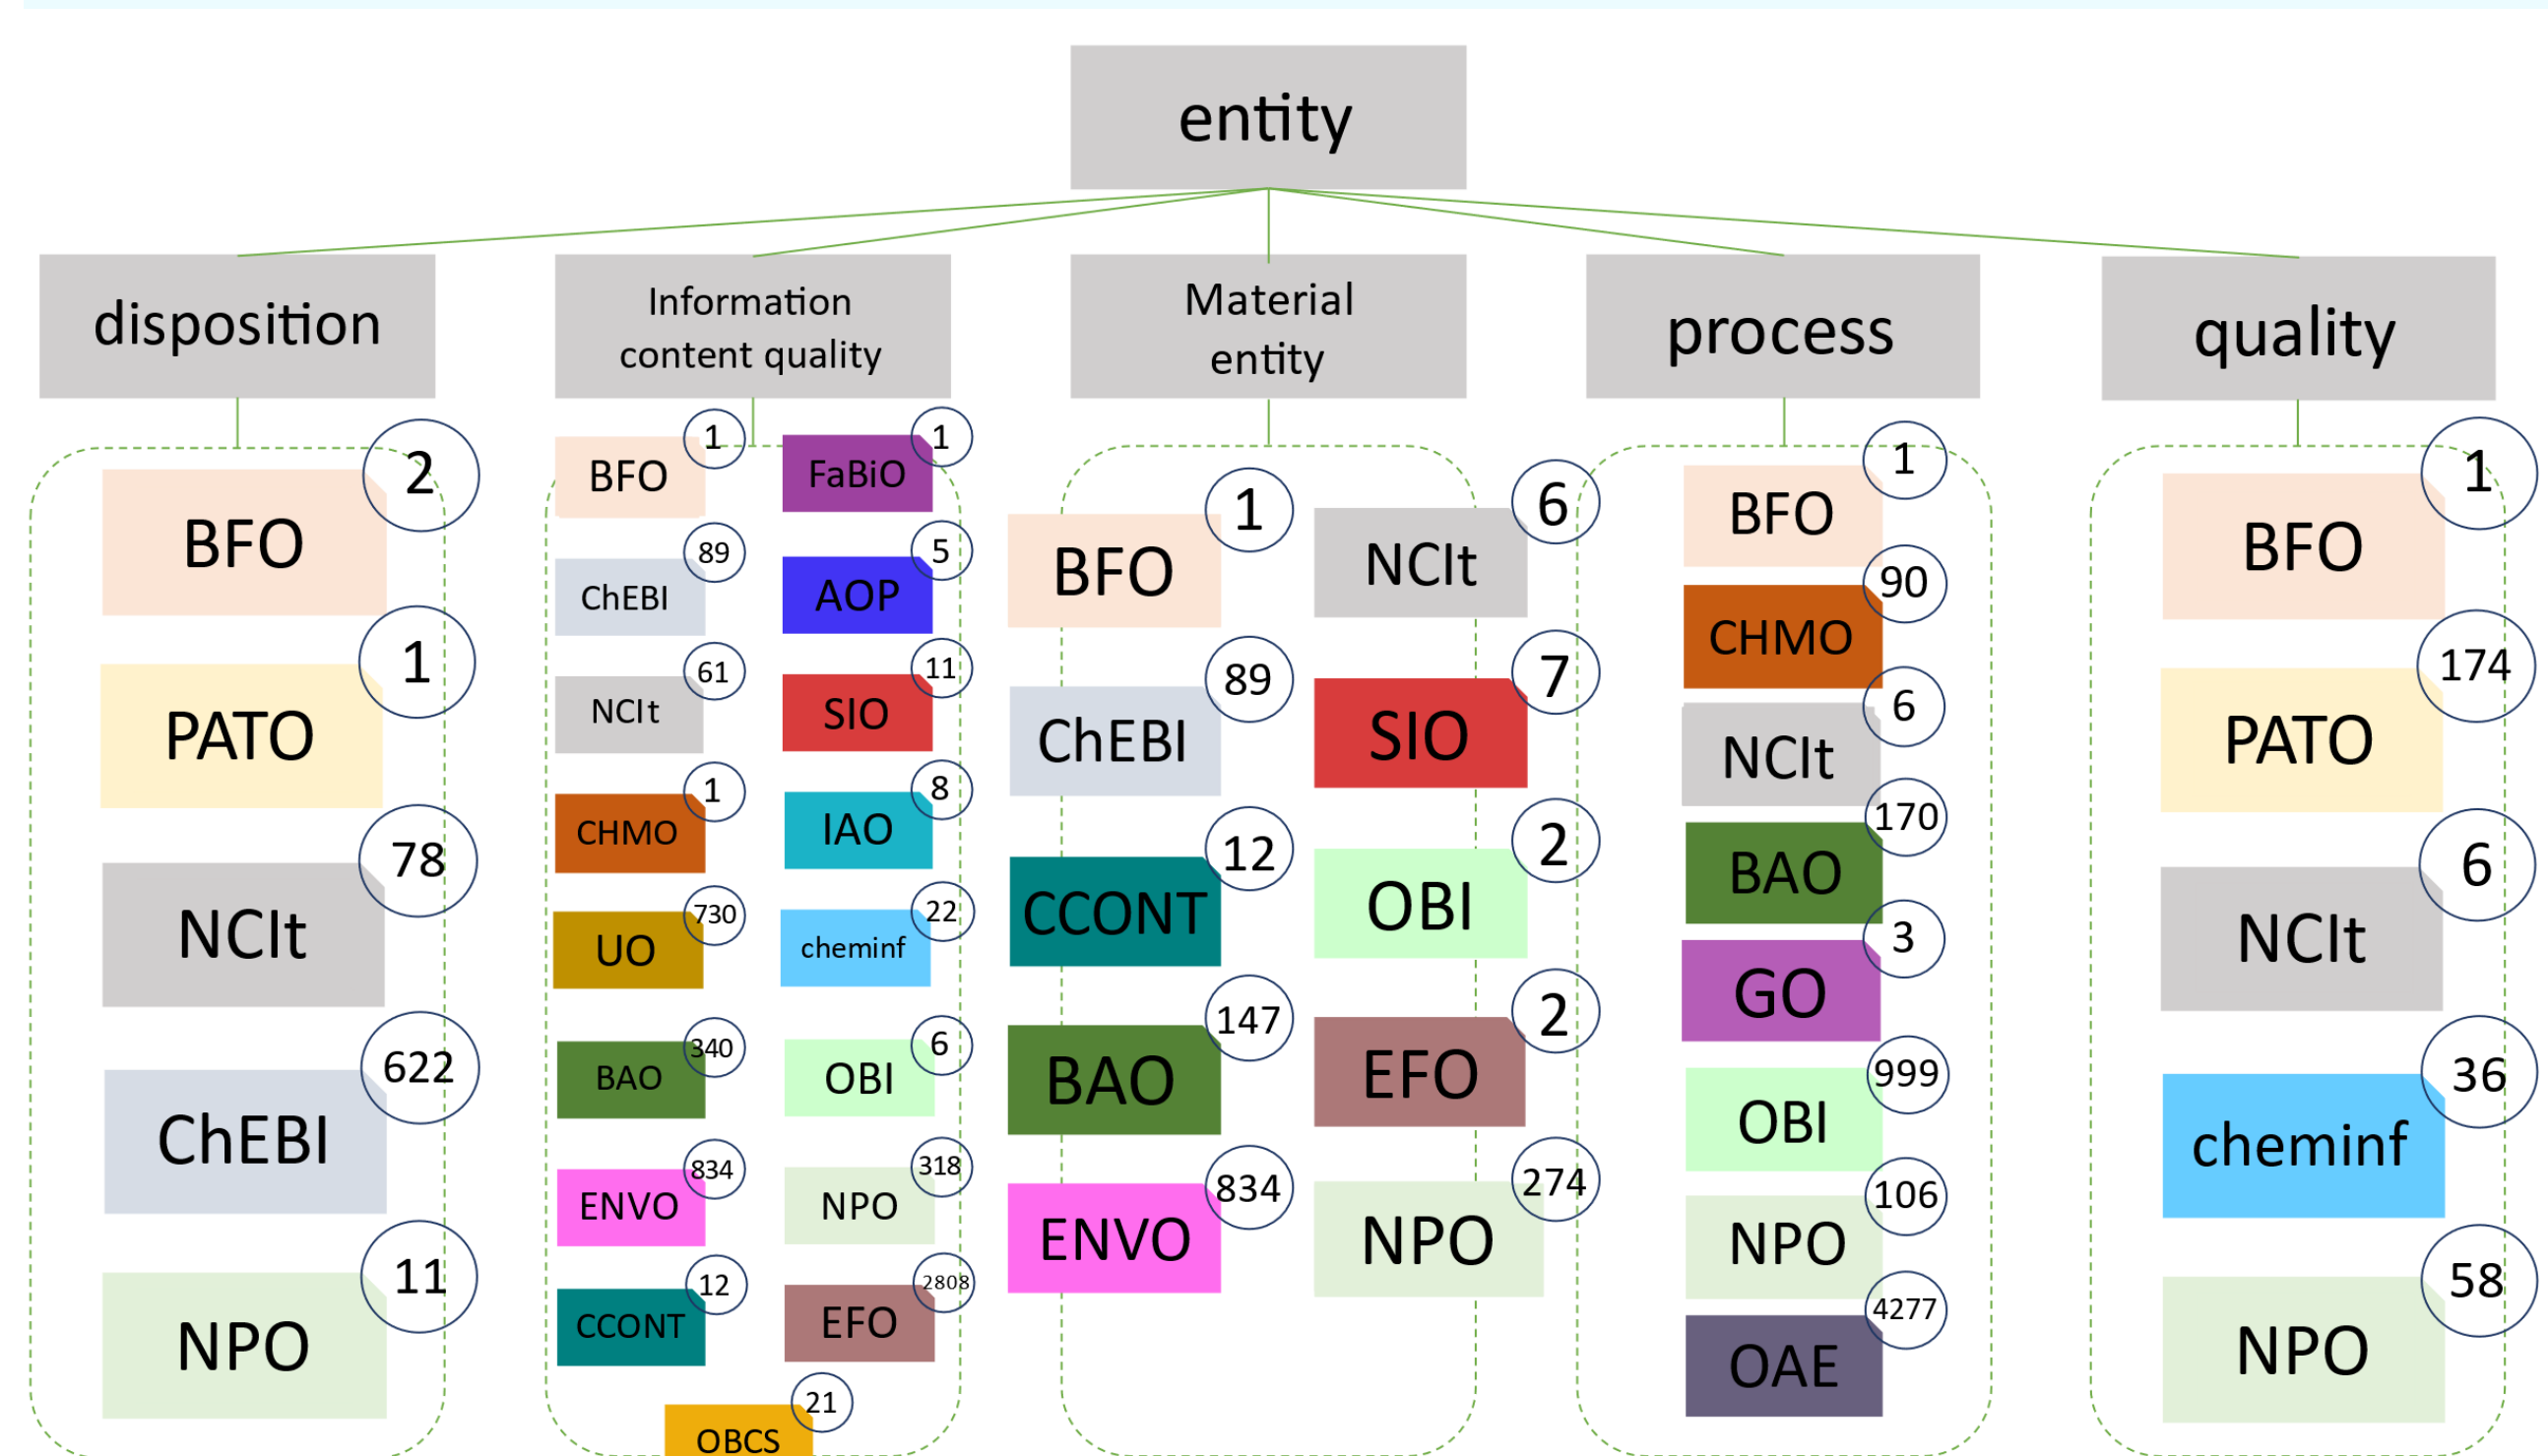 entity
disposition
Information
content quality
Material
entity
process
quality
2
BFO
1
PATO
78
NCIt
622
ChEBI
11
NPO
1
BFO
1
FaBiO
89
ChEBI
5
AOP
61
NCIt
11
SIO
1
CHMO
8
IAO
730
UO
22
cheminf
340
BAO
6
OBI
834
ENVO
318
NPO
12
CCONT
2808
EFO
21
OBCS
1
BFO
6
NCIt
89
ChEBI
7
SIO
12
CCONT
2
OBI
147
BAO
2
EFO
834
ENVO
274
NPO
1
BFO
90
CHMO
6
NCIt
170
BAO
3
GO
999
OBI
106
NPO
4277
OAE
1
BFO
174
PATO
6
NCIt
36
cheminf
58
NPO